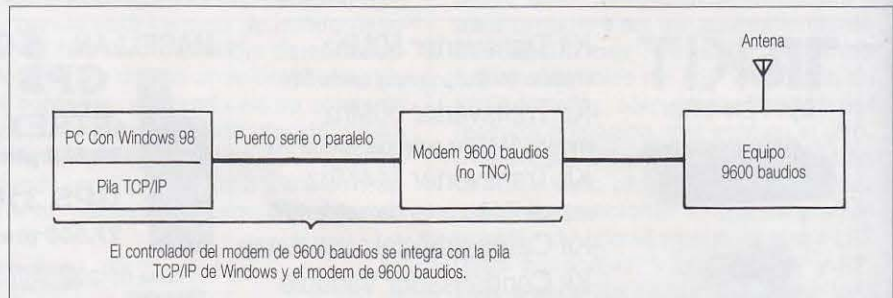 Antena
PC Con Windows 98
Pila TCP/IP
Puerto serie o paralelo
Modem 9600 baudios
(no TNC)
Equipo
9600 baudios
El controlador del modem de 9600 baudios se integra con la pila
TCP/IP de Windows y el modem de 9600 baudios.